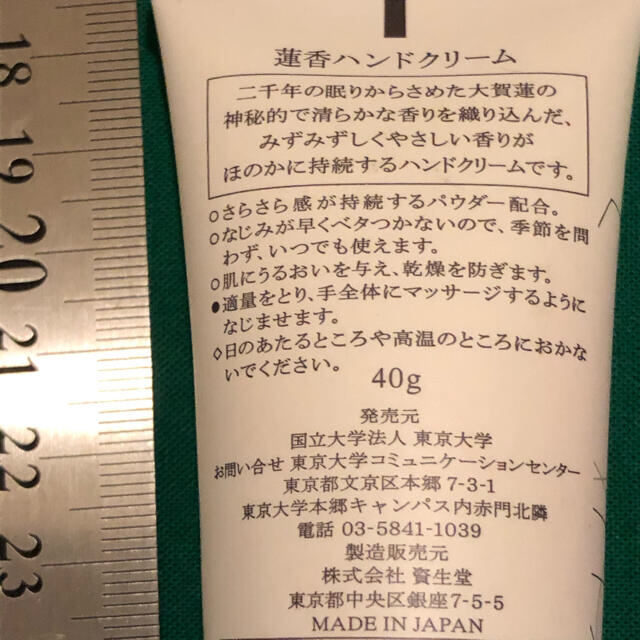 蓮香ハンドクリーム
二千年の眠りからさめた大賀蓮の
神秘的で清らかな香りを織り込んだ、
みずみずしくやさしい香りが
ほのかに持続するハンドクリームです。
○さらさら感が持続するパウダー配合。
○なじみが早くベタつかないので、季節を問
わず、いつでも使えます。
○肌にうるおいを与え、乾燥を防ぎます。
●適量をとり、手全体にマッサージするように
なじませます。
◇日のあたるところや高温のところにおかな
いでください。
40g
発売元
国立大学法人 東京大学
お問い合せ 東京大学コミュニケーションセンター
東京都文京区本郷 7-3-1
東京大学本郷キャンパス内赤門北隣
電話 03-5841-1039
製造販売元
株式会社 資生堂
東京都中央区銀座7-5-5
MADE IN JAPAN
18
19
20
21
22
23